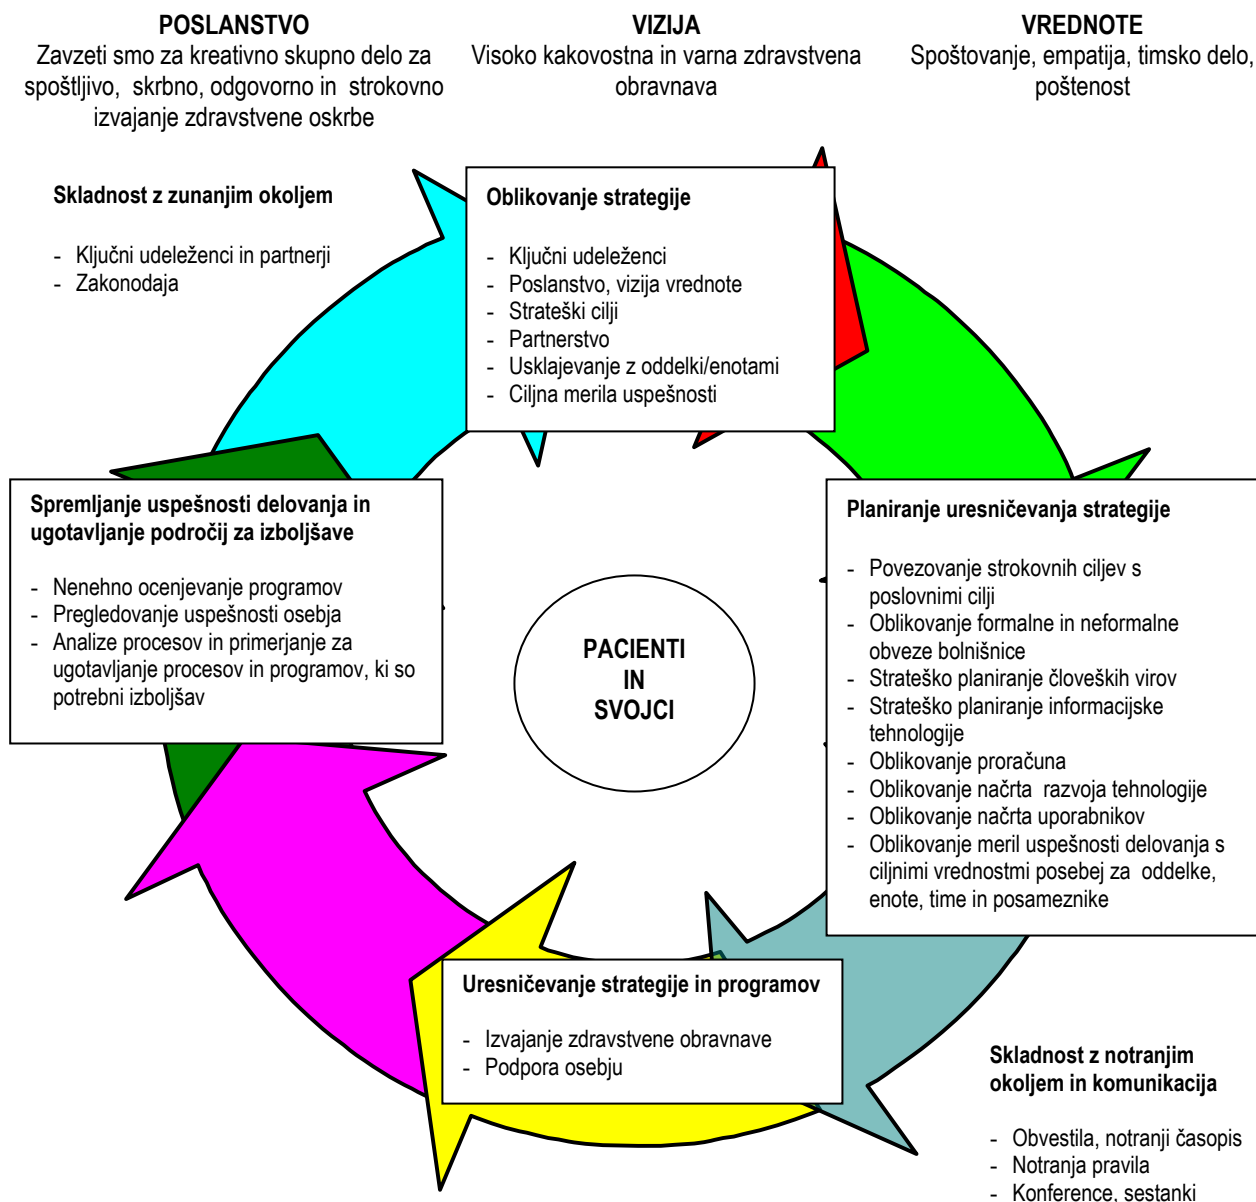 POSLANSTVO
Zavzeti smo za kreativno skupno delo za
spoštljivo, skrbno, odgovorno in strokovno
izvajanje zdravstvene oskrbe
VIZIJA
Visoko kakovostna in varna zdravstvena
obravnava
VREDNOTE
Spoštovanje, empatija, timsko delo,
poštenost
Skladnost z zunanjim okoljem
- Ključni udeleženci in partnerji
- Zakonodaja
Oblikovanje strategije
- Ključni udeleženci
- Poslanstvo, vizija vrednote
- Strateški cilji
- Partnerstvo
- Usklajevanje z oddelki/enotami
- Ciljna merila uspešnosti
Spremljanje uspešnosti delovanja in
ugotavljanje področij za izboljšave
- Nenehno ocenjevanje programov
- Pregledovanje uspešnosti osebja
- Analize procesov in primerjanje za
ugotavljanje procesov in programov, ki so
potrebni izboljšav
PACIENTI
IN
SVOJCI
Planiranje uresničevanja strategije
- Povezovanje strokovnih ciljev s
poslovnimi cilji
- Oblikovanje formalne in neformalne
obveze bolnišnice
- Strateško planiranje človeških virov
- Strateško planiranje informacijske
tehnologije
- Oblikovanje proračuna
- Oblikovanje načrta razvoja tehnologije
- Oblikovanje načrta uporabnikov
- Oblikovanje meril uspešnosti delovanja s
ciljnimi vrednostmi posebej za oddelke,
enote, time in posameznike
Uresničevanje strategije in programov
- Izvajanje zdravstvene obravnave
- Podpora osebju
Skladnost z notranjim
okoljem in komunikacija
- Obvestila, notranji časopis
- Notranja pravila
- Konference, sestanki